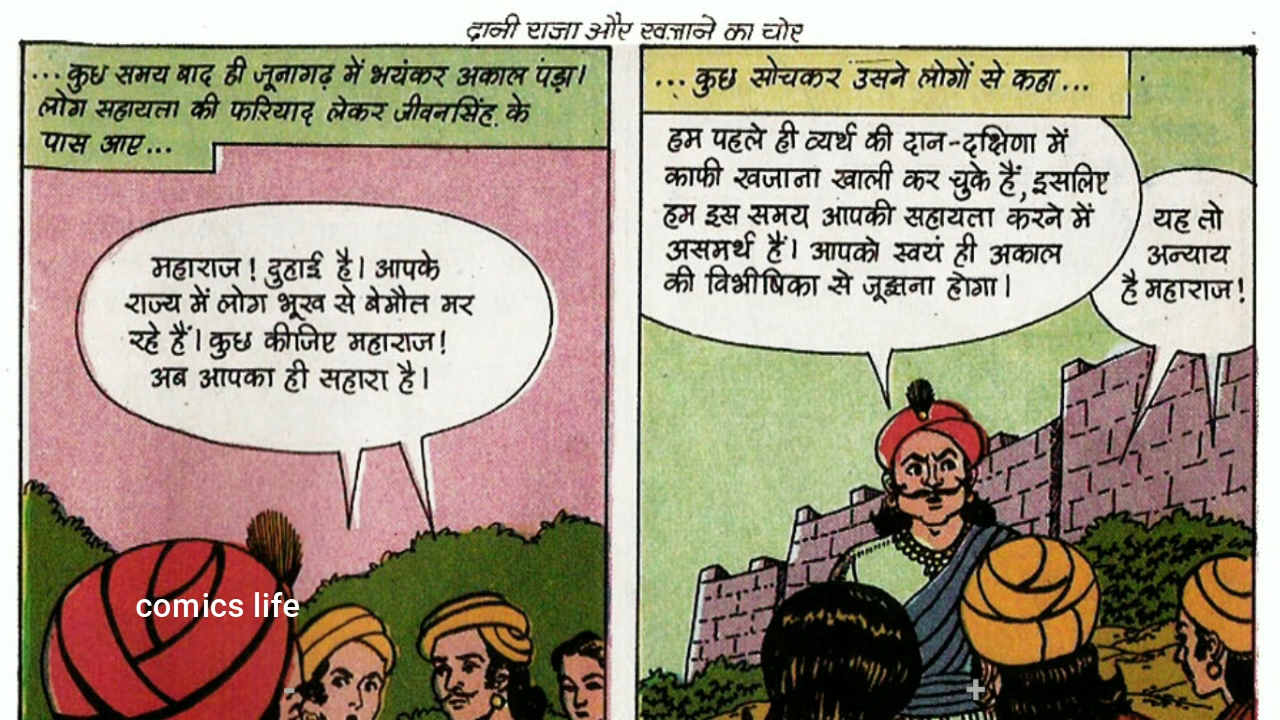 दानी राजा और खजाने का चोर
... कुछ समय बाद ही जूनागढ़ में भयंकर अकाल पड़ा।
लोग सहायता की फरियाद लेकर जीवनसिंह के
पास आए...
महाराज! दुहाई है। आपके
राज्य में लोग भूख से बेमौत मर
रहे हैं। कुछ कीजिए महाराज!
अब आपका ही सहारा है।
... कुछ सोचकर उसने लोगों से कहा ...
हम पहले ही व्यर्थ की दान-दक्षिणा में
काफी खजाना खाली कर चुके हैं, इसलिए
हम इस समय आपकी सहायता करने में
असमर्थ हैं। आपको स्वयं ही अकाल
की विभीषिका से जूझना होगा।
यह तो
अन्याय
है महाराज!
comics life